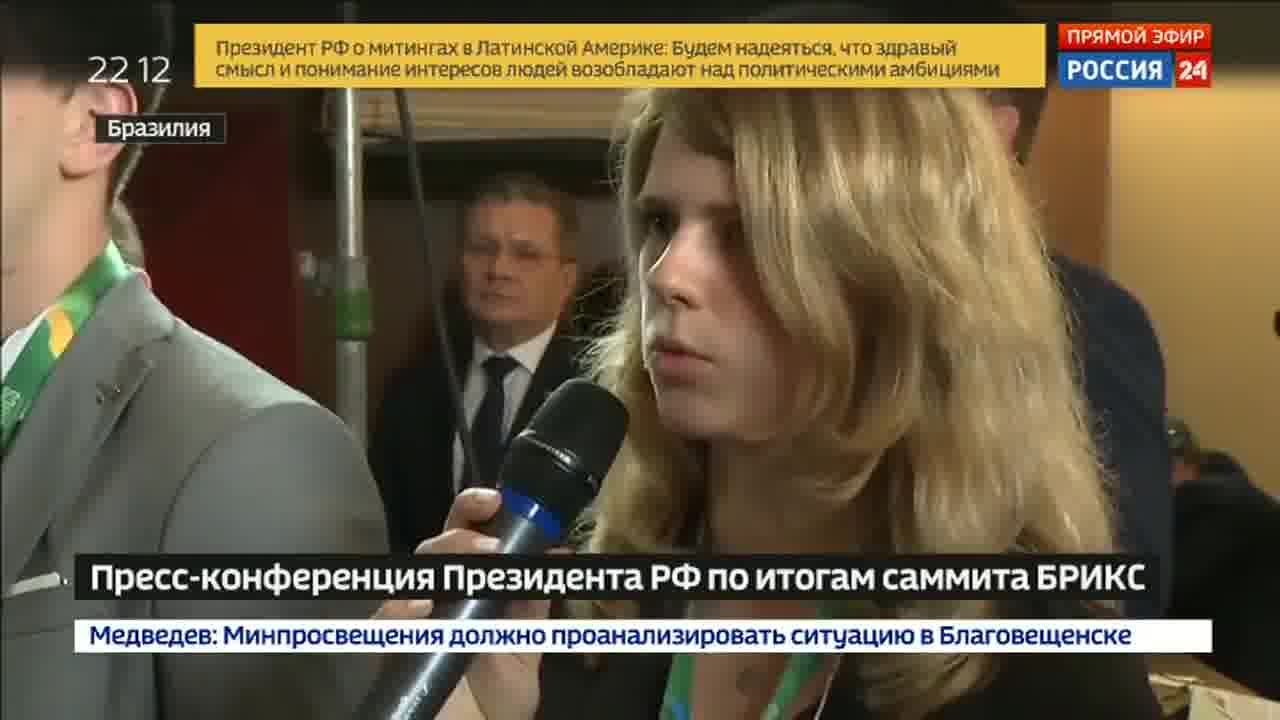 22 12
Президент РФ о митингах в Латинской Америке: Будем надеяться, что здравый
смысл и понимание интересов людей возобладают над политическими амбициями
ПРЯМОЙ ЭФИР
РОССИЯ 24
Бразилия
Пресс-конференция Президента РФ по итогам саммита БРИКС
Медведев: Минпросвещения должно проанализировать ситуацию в Благовещенске